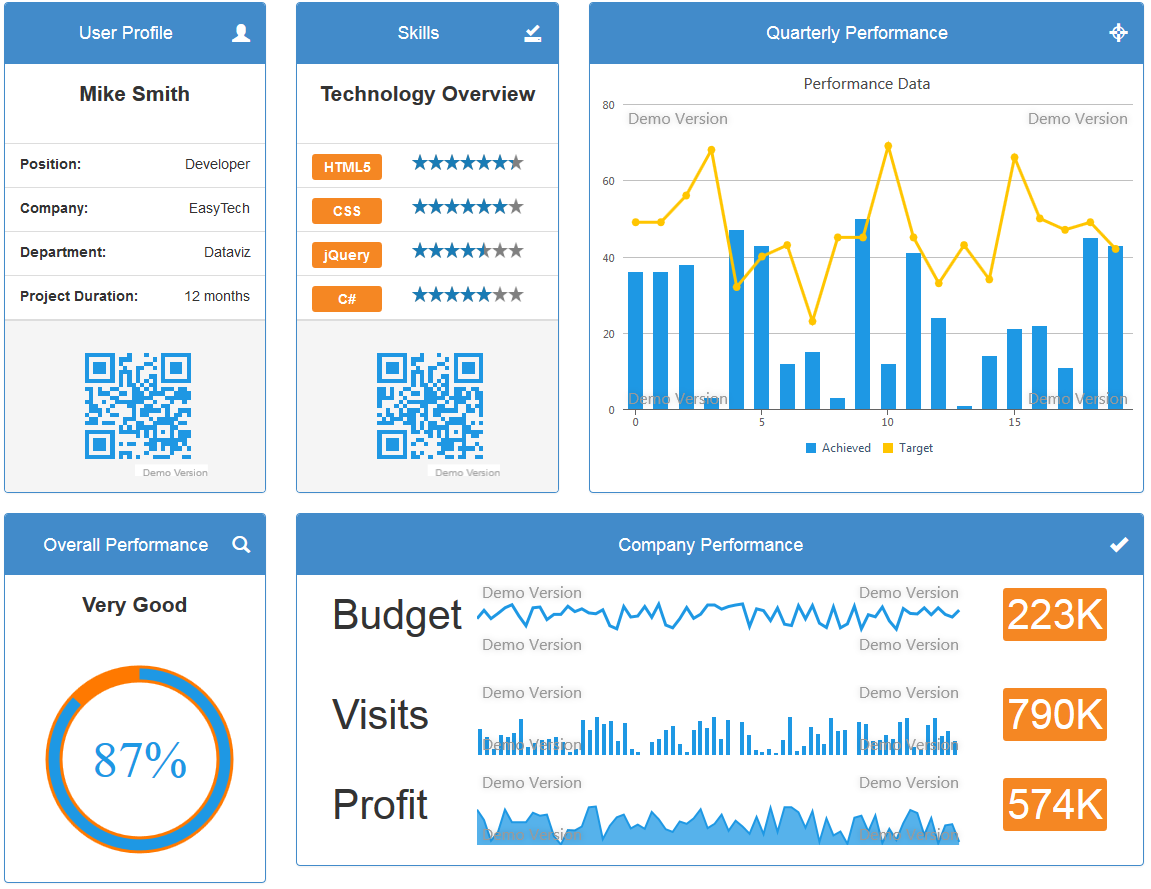 User Profile
Mike Smith
Position: Developer
Company: EasyTech
Department: Dataviz
Project Duration: 12 months
Demo Version
Skills
Technology Overview
HTML5
CSS
jQuery
C#
Demo Version
Quarterly Performance
Performance Data
80
Demo Version Demo Version
60
40
20
Demo Version Demo Version
0
0 5 10 15
Achieved Target
Overall Performance
Very Good
87%
Company Performance
Demo Version Demo Version
Budget 223K
Demo Version Demo Version
Demo Version Demo Version
Visits 790K
Demo Version Demo Version
Demo Version Demo Version
Profit 574K
Demo Version Demo Version